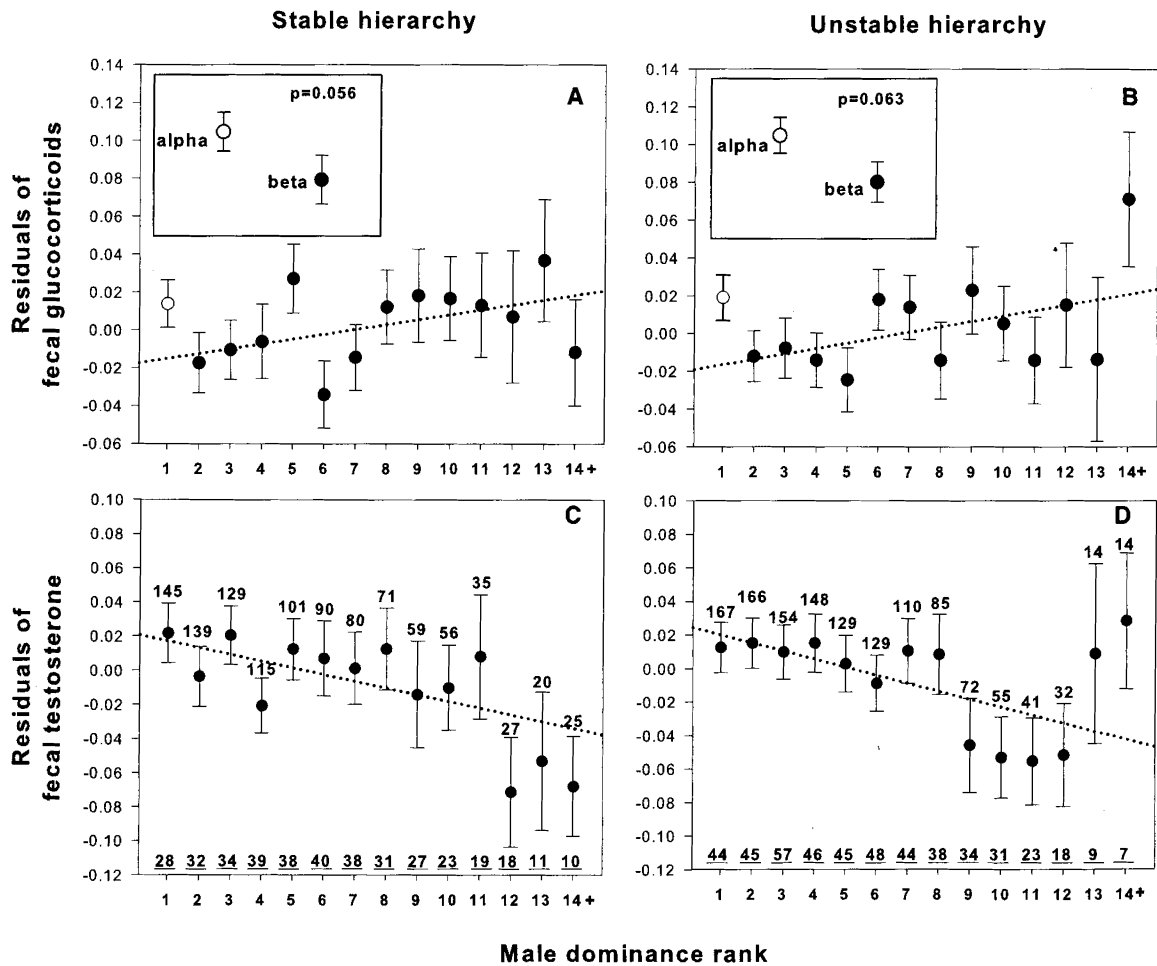 Stable hierarchy
Unstable hierarchy
Residuals of
fecal glucocorticoids
0.14
0.12
0.10
0.08
0.06
0.04
0.02
0.00
-0.02
-0.04
-0.06
A
p=0.056
alpha
beta
1 2 3 4 5 6 7 8 9 10 11 12 13 14+
0.14
0.12
0.10
0.08
0.06
0.04
0.02
0.00
-0.02
-0.04
-0.06
B
p=0.063
alpha
beta
1 2 3 4 5 6 7 8 9 10 11 12 13 14+
Residuals of
fecal testosterone
0.10
0.08
0.06
0.04
0.02
0.00
-0.02
-0.04
-0.06
-0.08
-0.10
-0.12
C
145 139 129 115 101 90 80 71 59 56 35 27 20 25
28 32 34 39 38 40 38 31 27 23 19 18 11 10
1 2 3 4 5 6 7 8 9 10 11 12 13 14+
0.10
0.08
0.06
0.04
0.02
0.00
-0.02
-0.04
-0.06
-0.08
-0.10
-0.12
D
167 166 154 148 129 129 110 85 72 55 41 32 14 14
44 45 57 46 45 48 44 38 34 31 23 18 9 7
1 2 3 4 5 6 7 8 9 10 11 12 13 14+
Male dominance rank